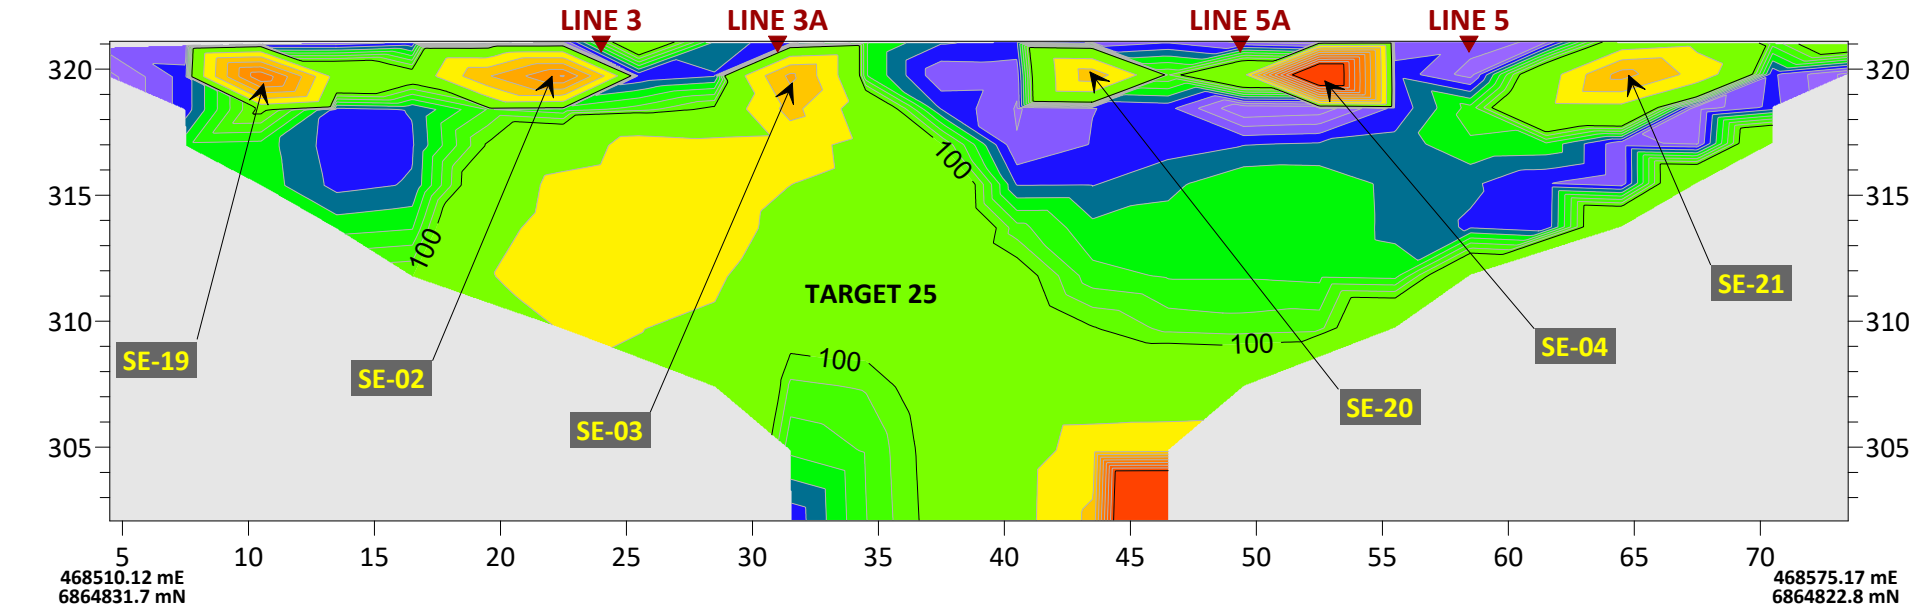 LINE 3 LINE 3A LINE 5A LINE 5
320 320
100
315 315
100
TARGET 25
SE-21
310 310
100
SE-04
SE-19
100
SE-02
SE-20
SE-03
305 305
5 10 15 20 25 30 35 40 45 50 55 60 65 70
468510.12 mE 468575.17 mE
6864831.7 mN 6864822.8 mN